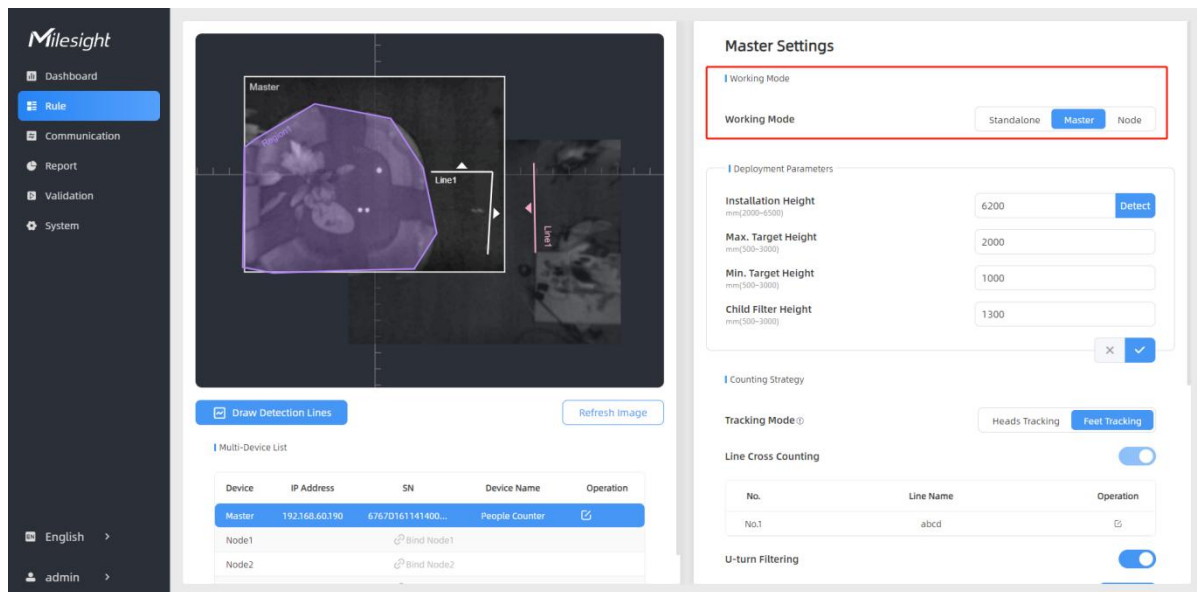 Milesight
Dashboard
Rule
Communication
Report
Validation
System
English
admin
Master
Region1
Line1
Line1
Draw Detection Lines
Refresh Image
Multi-Device List
Device IP Address SN Device Name Operation
Master 192.168.60.190 6767D161141400... People Counter
Node1 Bind Node1
Node2 Bind Node2
Master Settings
Working Mode
Working Mode Standalone Master Node
Deployment Parameters
Installation Height 6200 Detect
mm(2000~6500)
Max. Target Height 2000
mm(500~3000)
Min. Target Height 1000
mm(500~3000)
Child Filter Height 1300
mm(500~3000)
Counting Strategy
Tracking Mode Heads Tracking Feet Tracking
Line Cross Counting
No. Line Name Operation
No.1 abcd
U-turn Filtering